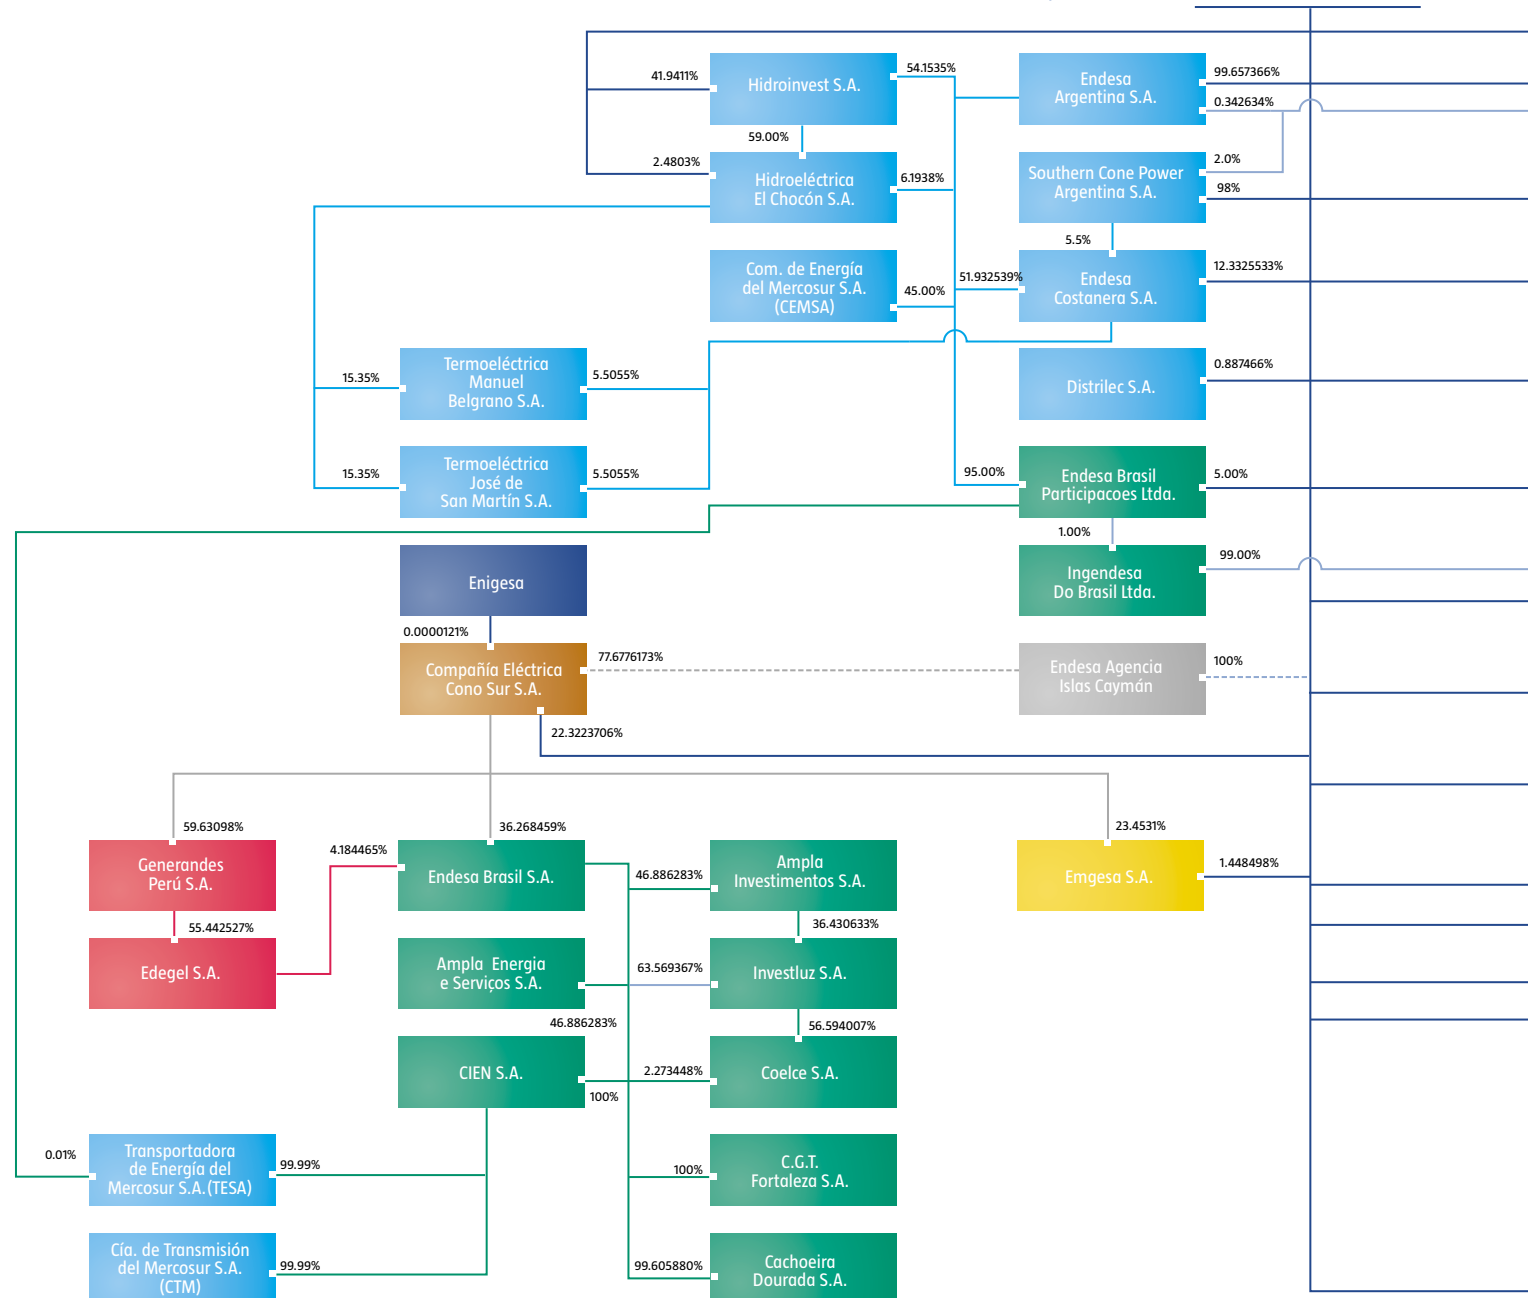 41.9411%
Hidroinvest S.A.
54.1535%
Endesa
Argentina S.A.
99.657366%
0.342634%
59.00%
2.4803%
Hidroeléctrica
El Chocón S.A.
6.1938%
Southern Cone Power
Argentina S.A.
2.0%
98%
5.5%
Com. de Energía
del Mercosur S.A.
(CEMSA)
45.00%
51.932539%
Endesa
Costanera S.A.
12.3325533%
15.35%
Termoeléctrica
Manuel
Belgrano S.A.
5.5055%
Distrilec S.A.
0.887466%
15.35%
Termoeléctrica
José de
San Martín S.A.
5.5055%
95.00%
Endesa Brasil
Participacoes Ltda.
5.00%
1.00%
Enigesa
Ingendesa
Do Brasil Ltda.
99.00%
0.0000121%
Compañía Eléctrica
Cono Sur S.A.
77.6776173%
Endesa Agencia
Islas Caymán
100%
22.3223706%
59.63098%
36.268459%
23.4531%
Generandes
Perú S.A.
4.184465%
Endesa Brasil S.A.
46.886283%
Ampla
Investimentos S.A.
Emgesa S.A.
1.448498%
55.442527%
36.430633%
Edegel S.A.
Ampla Energia
e Serviços S.A.
63.569367%
Investluz S.A.
46.886283%
56.594007%
CIEN S.A.
100%
2.273448%
Coelce S.A.
0.01%
Transportadora
de Energía del
Mercosur S.A.(TESA)
99.99%
100%
C.G.T.
Fortaleza S.A.
Cía. de Transmisión
del Mercosur S.A.
(CTM)
99.99%
99.605880%
Cachoeira
Dourada S.A.